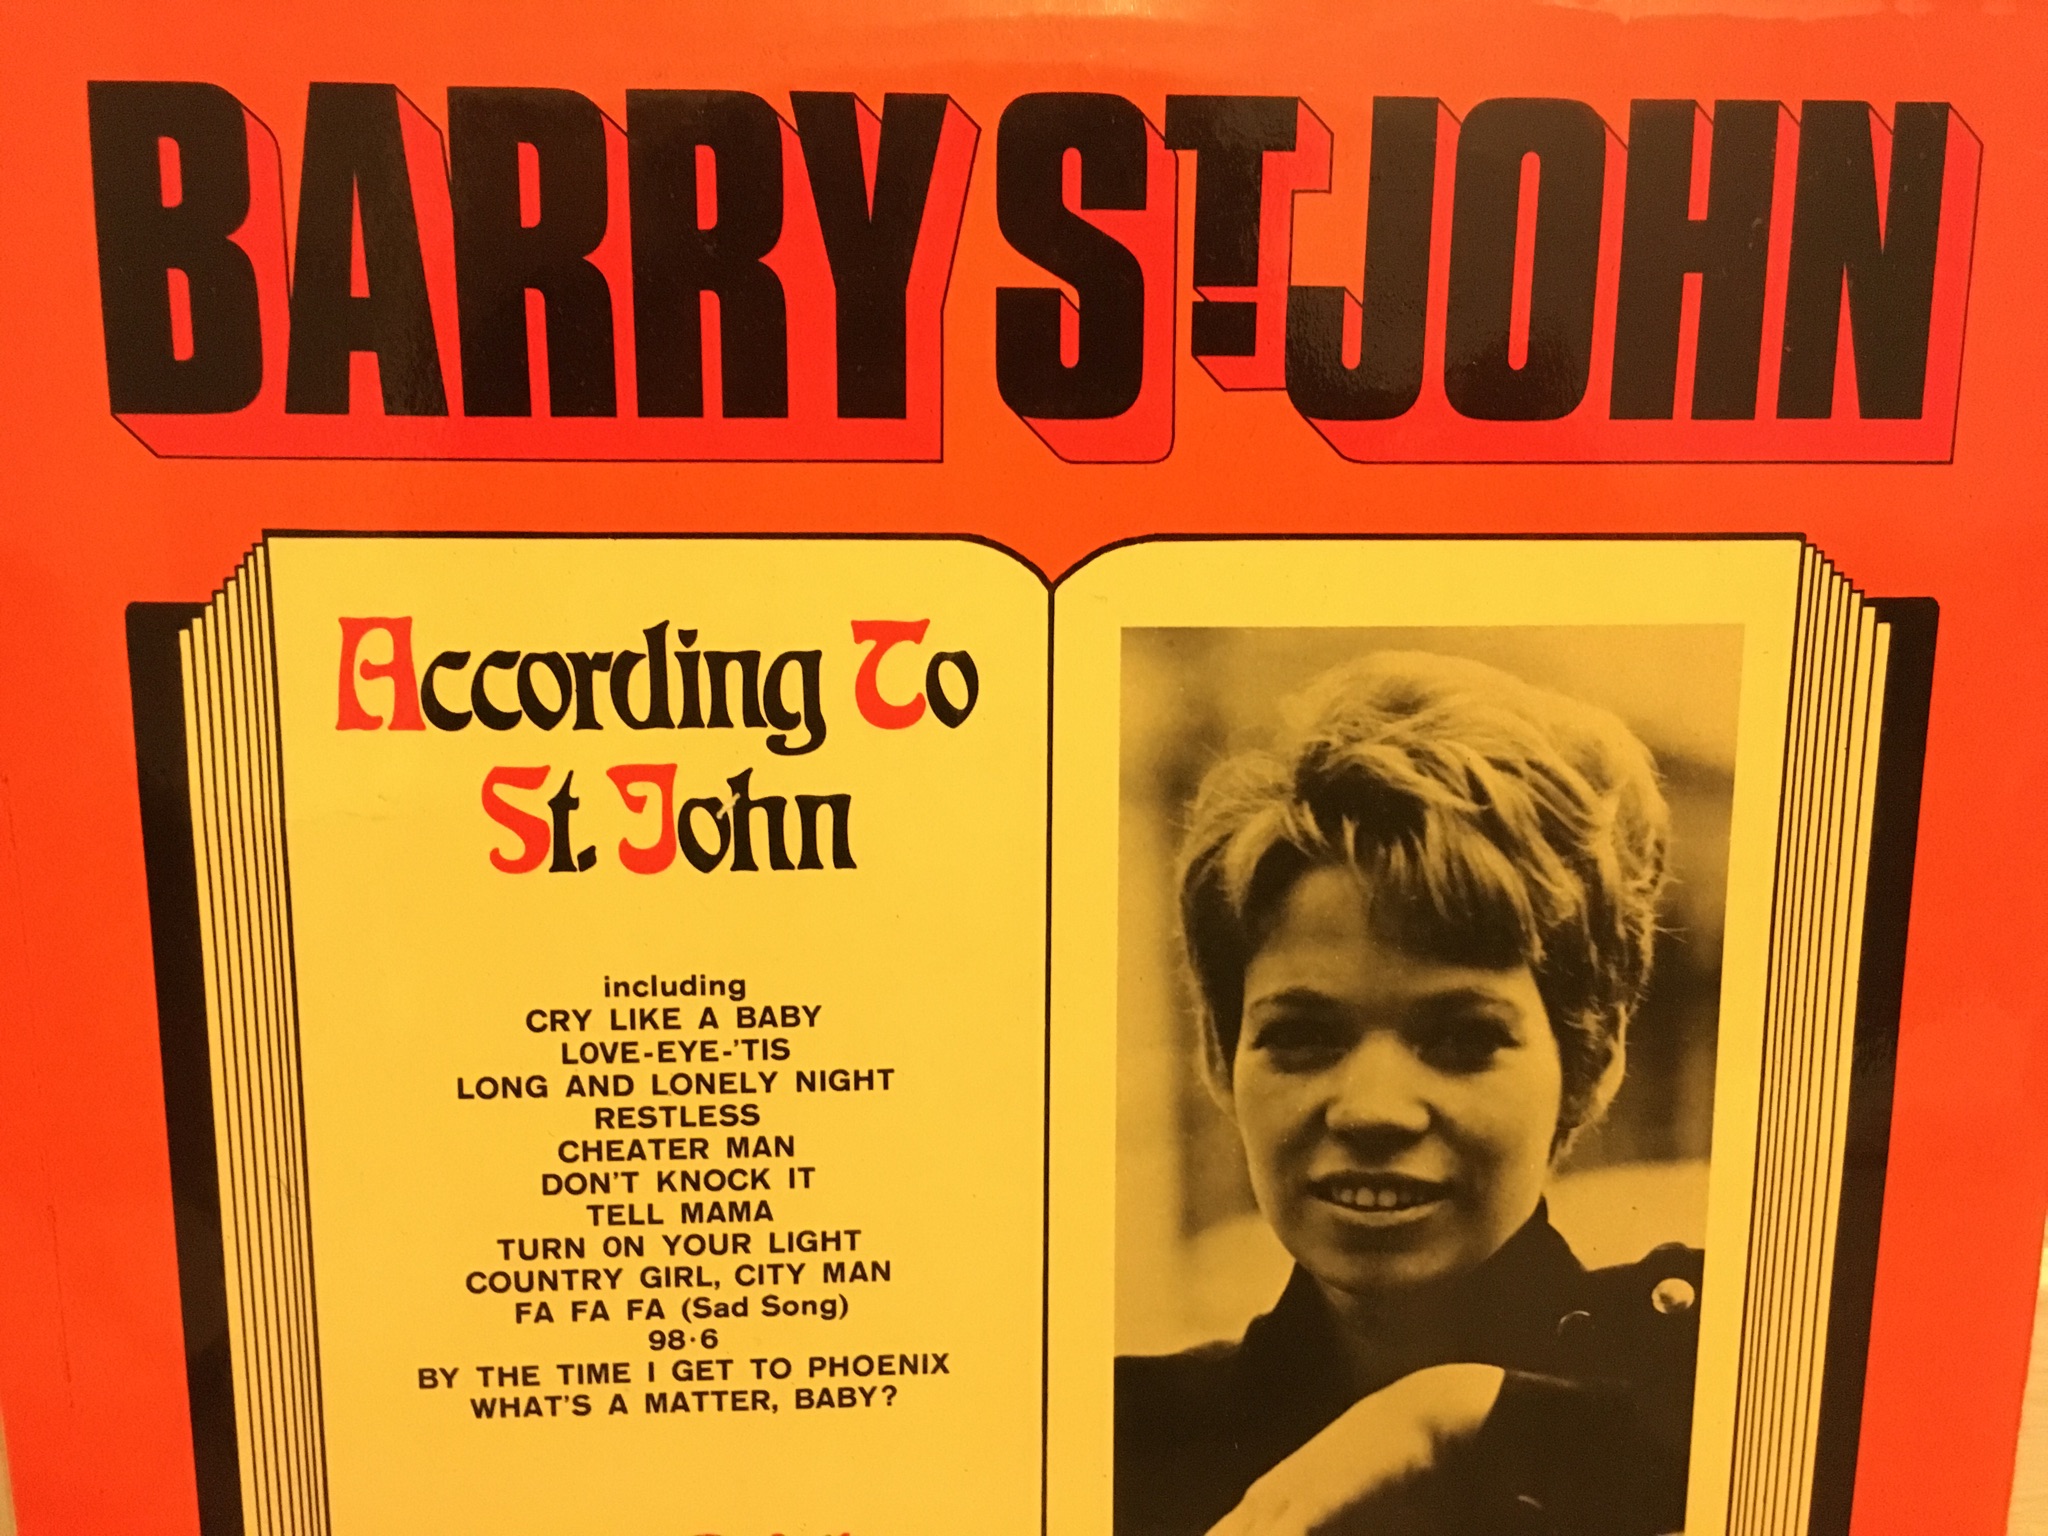 BARRY ST. JOHN
According To
St. John
including
CRY LIKE A BABY
LOVE-EYE-'TIS
LONG AND LONELY NIGHT
RESTLESS
CHEATER MAN
DON'T KNOCK IT
TELL MAMA
TURN ON YOUR LIGHT
COUNTRY GIRL, CITY MAN
FA FA FA (Sad Song)
98·6
BY THE TIME I GET TO PHOENIX
WHAT'S A MATTER, BABY?